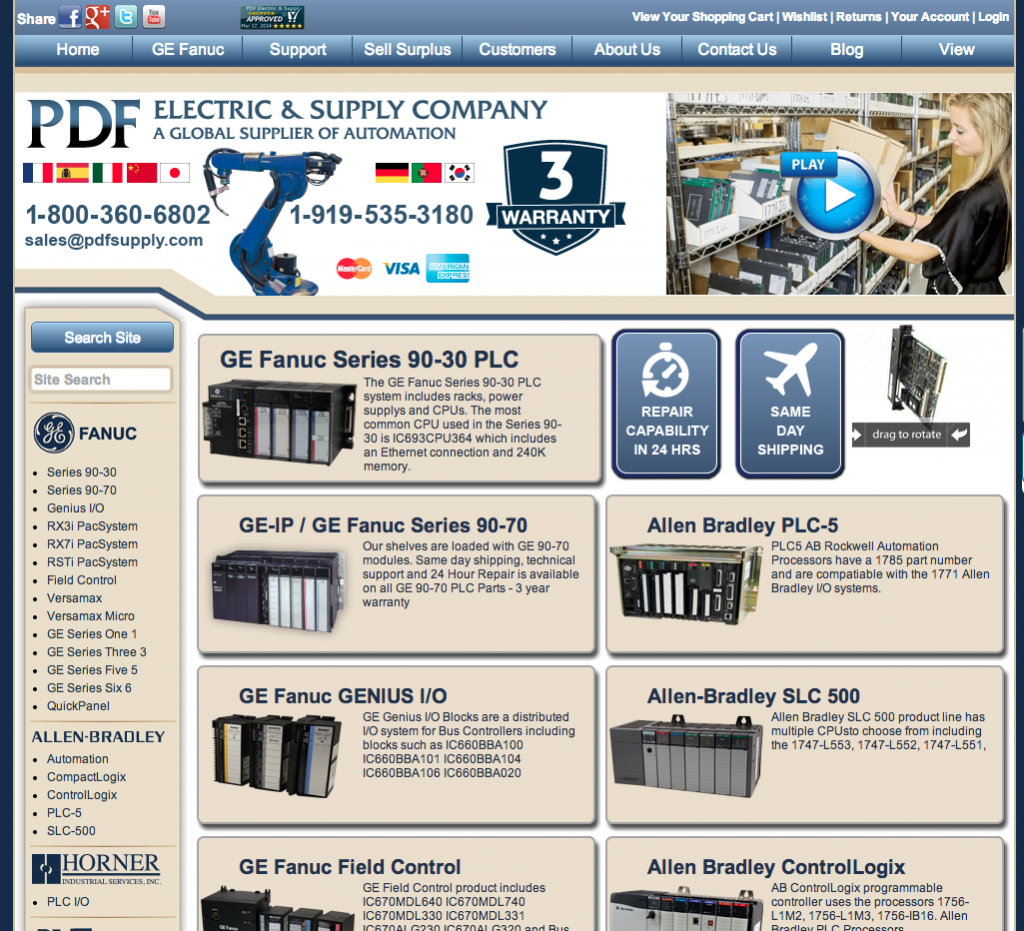 Share
PDF Electric & Supply
SHOPPER
APPROVED
View Your Shopping Cart | Wishlist | Returns | Your Account | Login
Home GE Fanuc Support Sell Surplus Customers About Us Contact Us Blog View
PDF ELECTRIC & SUPPLY COMPANY
A GLOBAL SUPPLIER OF AUTOMATION
1-800-360-6802 1-919-535-3180
sales@pdfsupply.com
MasterCard VISA AMERICAN EXPRESS
3
WARRANTY
PLAY
Search Site
Site Search
GE FANUC
Series 90-30
Series 90-70
Genius I/O
RX3i PacSystem
RX7i PacSystem
RSTi PacSystem
Field Control
Versamax
Versamax Micro
GE Series One 1
GE Series Three 3
GE Series Five 5
GE Series Six 6
QuickPanel
ALLEN-BRADLEY
Automation
CompactLogix
ControlLogix
PLC-5
SLC-500
HORNER
INDUSTRIAL SERVICES, INC.
PLC I/O
GE Fanuc Series 90-30 PLC
The GE Fanuc Series 90-30 PLC
system includes racks, power
supplys and CPUs. The most
common CPU used in the Series 90-
30 is IC693CPU364 which includes
an Ethernet connection and 240K
memory.
REPAIR
CAPABILITY
IN 24 HRS
SAME
DAY
SHIPPING
drag to rotate
GE-IP / GE Fanuc Series 90-70
Our shelves are loaded with GE 90-70
modules. Same day shipping, technical
support and 24 Hour Repair is available
on all GE 90-70 PLC Parts - 3 year
warranty
Allen Bradley PLC-5
PLC5 AB Rockwell Automation
Processors have a 1785 part number
and are compatiable with the 1771 Allen
Bradley I/O systems.
GE Fanuc GENIUS I/O
GE Genius I/O Blocks are a distributed
I/O system for Bus Controllers including
blocks such as IC660BBA100
IC660BBA101 IC660BBA104
IC660BBA106 IC660BBA020
Allen-Bradley SLC 500
Allen Bradley SLC 500 product line has
multiple CPUsto choose from including
the 1747-L553, 1747-L552, 1747-L551,
GE Fanuc Field Control
GE Field Control product includes
IC670MDL640 IC670MDL740
IC670MDL330 IC670MDL331
IC670ALG230 IC670ALG320 and Bus
Allen Bradley ControlLogix
AB ControlLogix programmable
controller uses the processors 1756-
L1M2, 1756-L1M3, 1756-IB16. Allen
Bradley PLC Processors